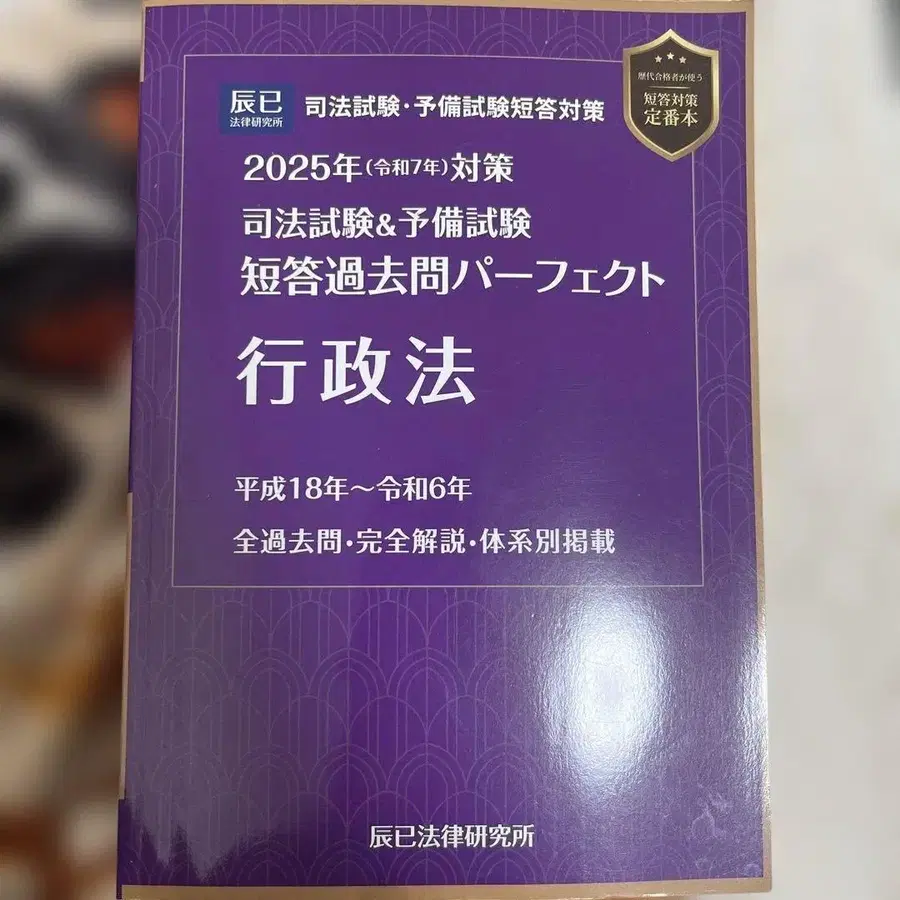 歴代合格者が使う
短答対策
定番本
辰已
法律研究所
司法試験・予備試験短答対策
2025年(令和7年)対策
司法試験&予備試験
短答過去問パーフェクト
行政法
平成18年～令和6年
全過去問・完全解説・体系別掲載
辰已法律研究所